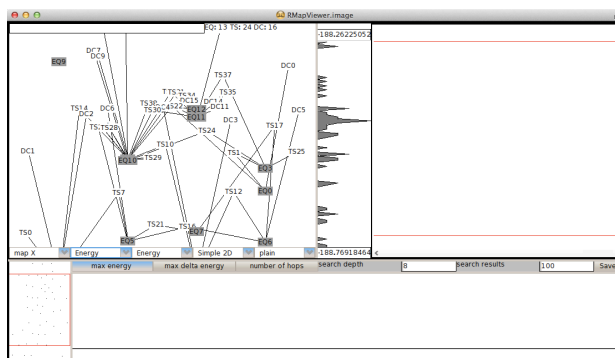 RMapViewer.image
EQ: 13 TS: 24 DC: 16
-188.26225052
DC7
DC9
EQ9
TS37
DC0
TS35
TS14
DC2
DC6
TS38
TS30
DC15
DC14
TS22
EQ12
DC11
EQ11
DC3
DC5
TS28
TS24
TS17
DC1
TS10
EQ10
TS29
TS1
TS25
EQ3
TS7
TS12
EQ0
TS0
TS21
TS16
EQ7
EQ5
EQ6
map X
Energy
Energy
Simple 2D
plain
-188.76918464
<
max energy
max delta energy
number of hops
search depth
8
search results
100
Save